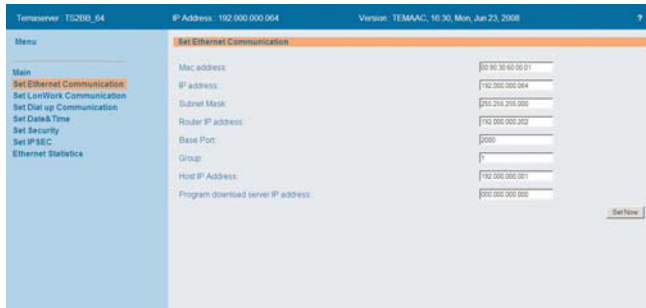 Temaserver: TS2BB_64 IP Address: 192.000.000.064 Version: TEMAAC, 16:30, Mon, Jun 23, 2008 ?
Menu
Set Ethernet Communication
Main
Set Ethernet Communication
Set LonWork Communication
Set Dial up Communication
Set Date&Time
Set Security
Set IPSEC
Ethernet Statistics
Mac address: 00:90:30:60:00:01
IP address: 192.000.000.064
Subnet Mask: 255.255.255.000
Router IP address: 192.000.000.202
Base Port: 2000
Group: 1
Host IP Address: 192.000.000.001
Program download server IP address: 000.000.000.000
Set Now